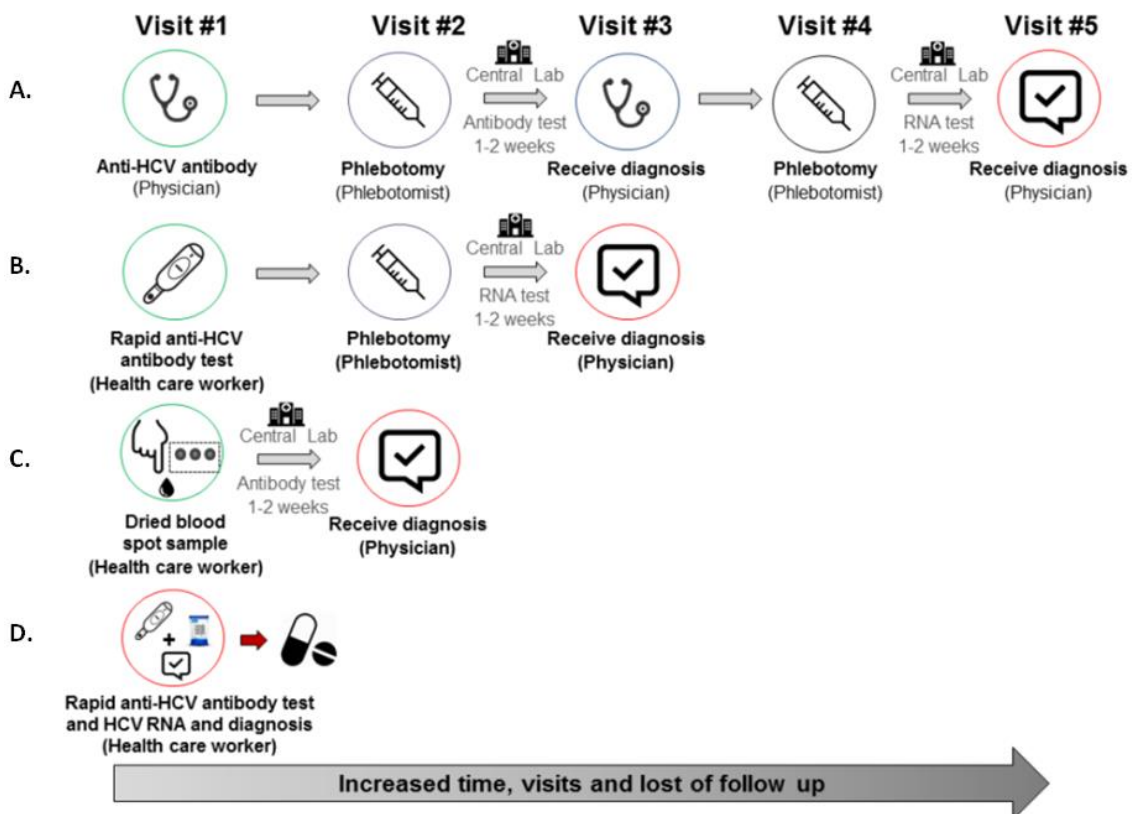 Visit #1 Visit #2 Visit #3 Visit #4 Visit #5
A.
Central Lab
Antibody test
1-2 weeks
Central Lab
RNA test
1-2 weeks
Anti-HCV antibody
(Physician)
Phlebotomy
(Phlebotomist)
Receive diagnosis
(Physician)
Phlebotomy
(Phlebotomist)
Receive diagnosis
(Physician)
B.
Central Lab
RNA test
1-2 weeks
Rapid anti-HCV
antibody test
(Health care worker)
Phlebotomy
(Phlebotomist)
Receive diagnosis
(Physician)
C.
Central Lab
Antibody test
1-2 weeks
Dried blood
spot sample
(Health care worker)
Receive diagnosis
(Physician)
D.
+
Rapid anti-HCV antibody test
and HCV RNA and diagnosis
(Health care worker)
Increased time, visits and lost of follow up